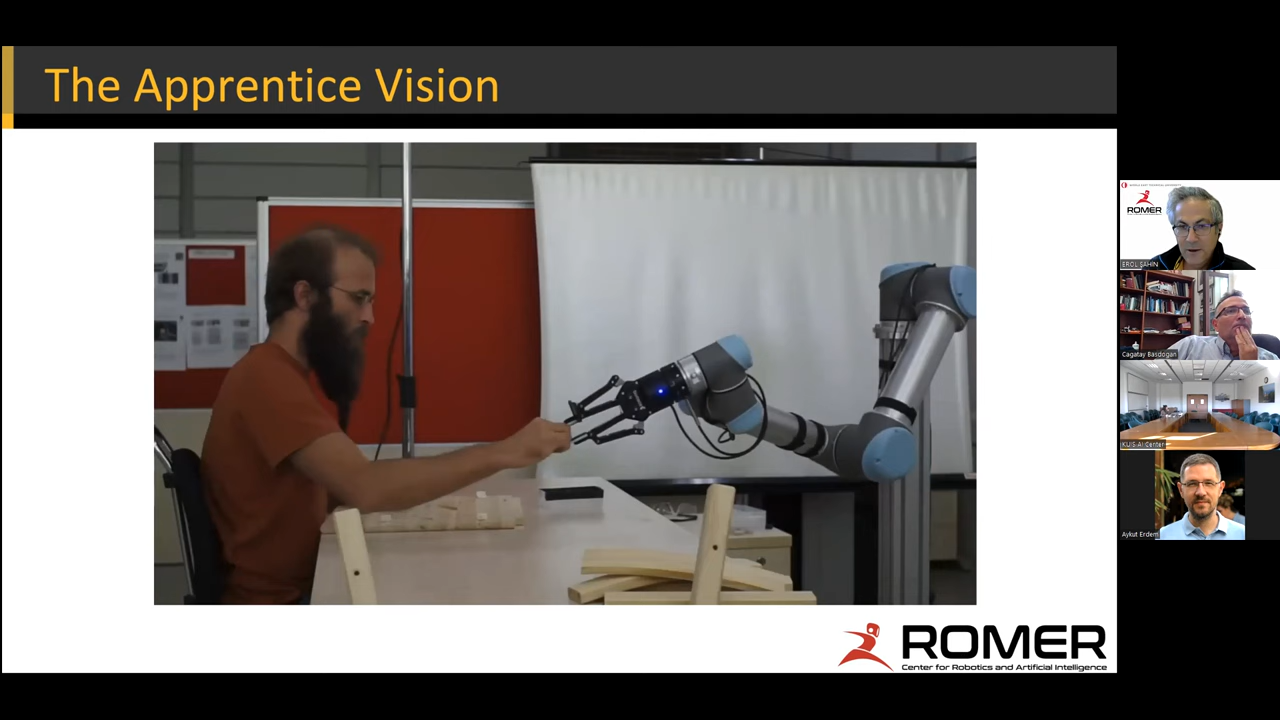 The Apprentice Vision
ROMER
Center for Robotics and Artificial Intelligence
ROMER
EROL ŞAHİN
Cagatay Basdogan
KUIS AI Center
Aykut Erdem